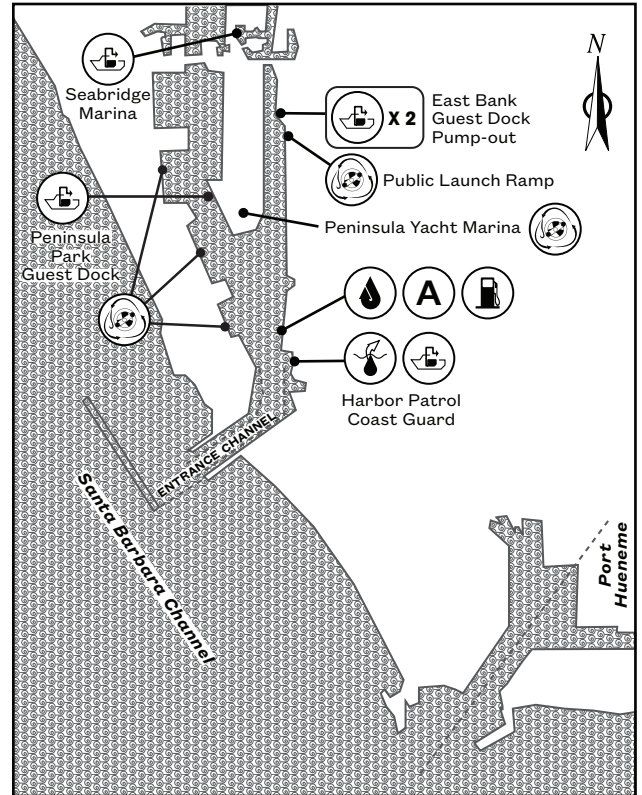 N
Seabridge
Marina
X 2
East Bank
Guest Dock
Pump-out
Public Launch Ramp
Peninsula Yacht Marina
Peninsula
Park
Guest Dock
A
Harbor Patrol
Coast Guard
ENTRANCE CHANNEL
Santa Barbara Channel
Port
Hueneme